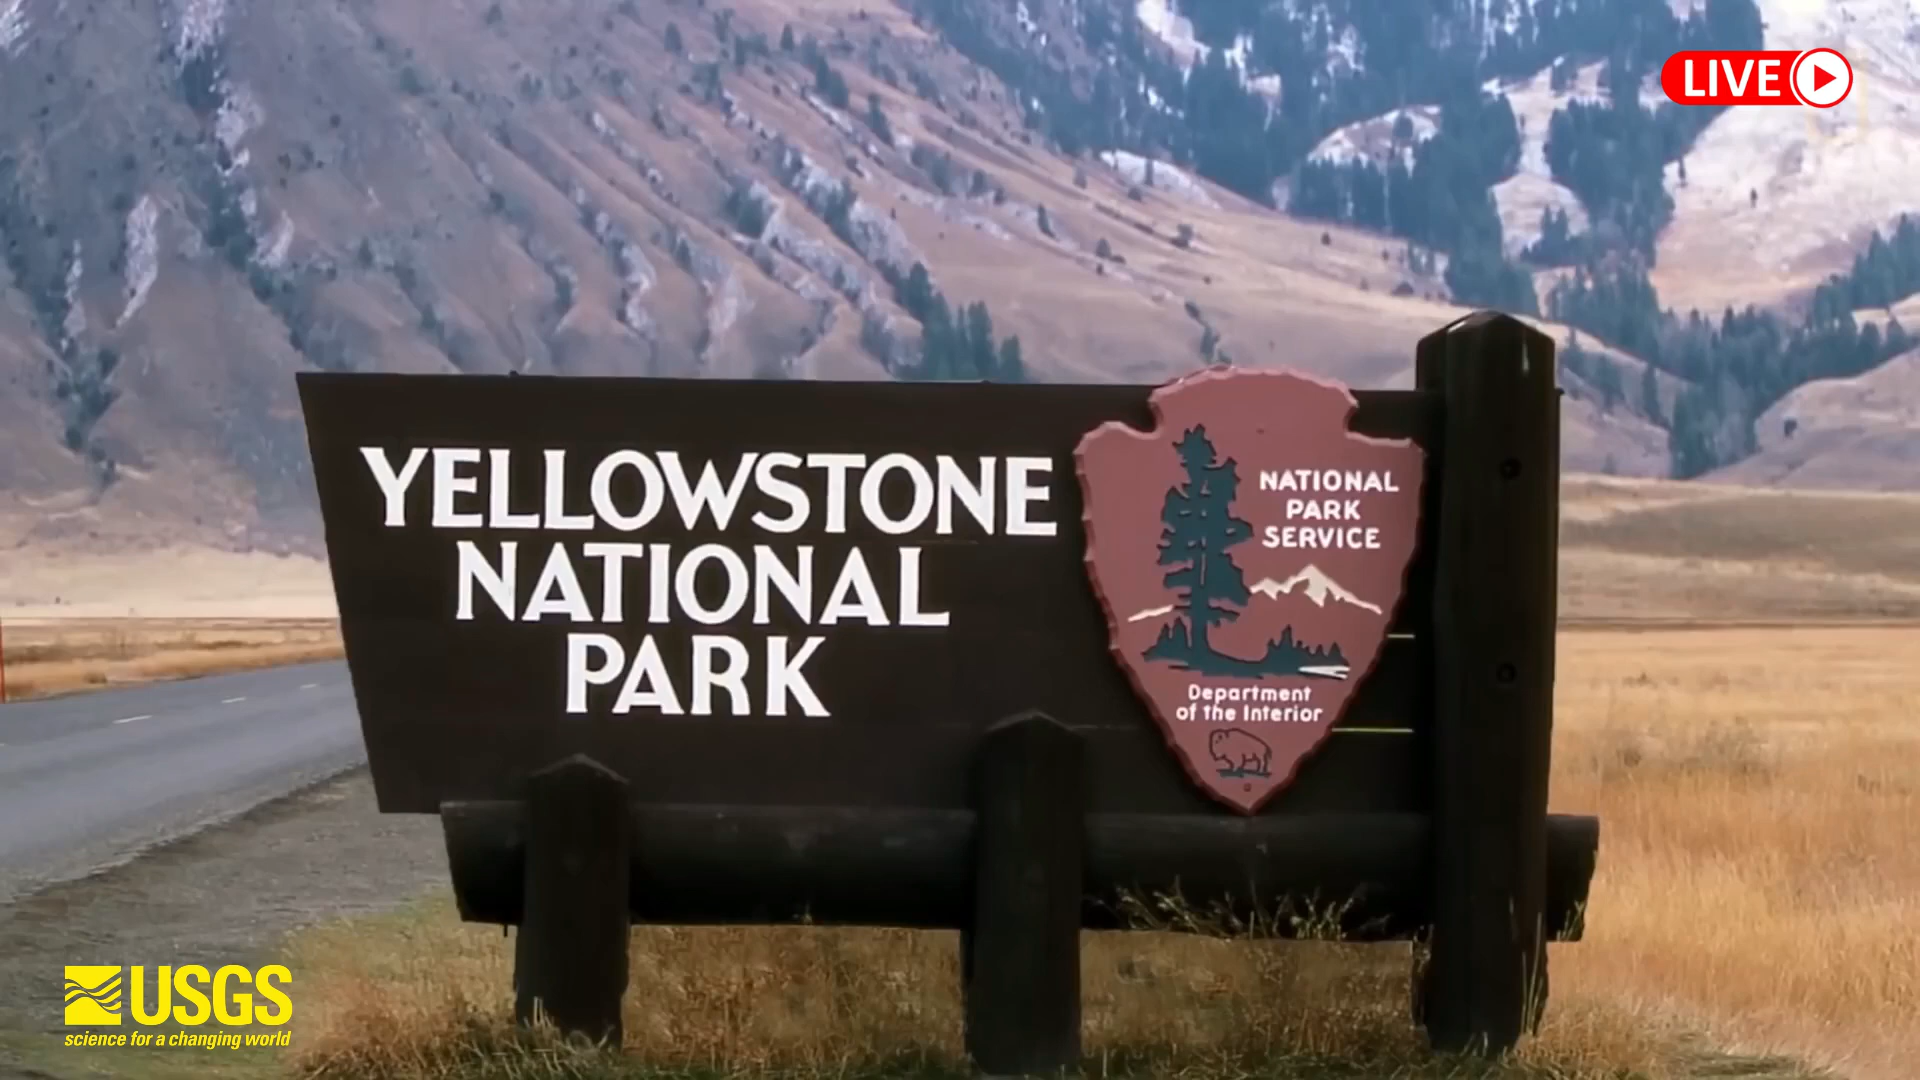 LIVE
YELLOWSTONE
NATIONAL
PARK
NATIONAL
PARK
SERVICE
Department
of the Interior
USGS
science for a changing world